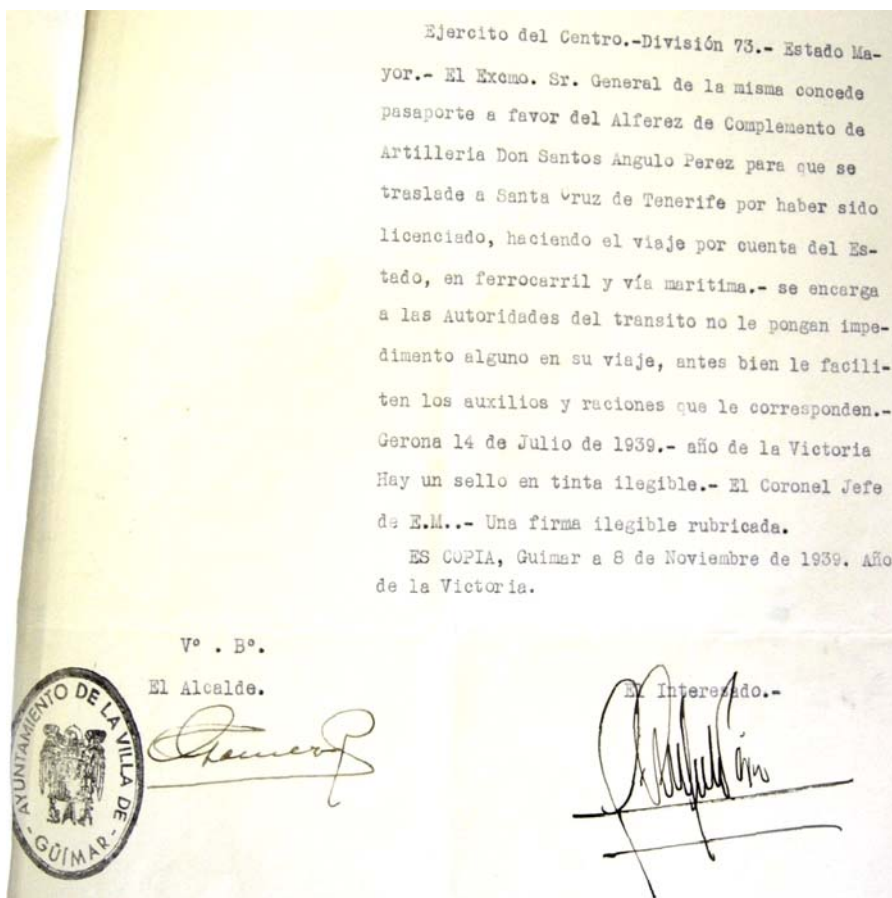 Ejercito del Centro.-División 73.- Estado Ma-
yor.- El Excmo. Sr. General de la misma concede
pasaporte a favor del Alferez de Complemento de
Artilleria Don Santos Angulo Perez para que se
traslade a Santa Cruz de Tenerife por haber sido
licenciado, haciendo el viaje por cuenta del Es-
tado, en ferrocarril y vía maritima.- se encarga
a las Autoridades del transito no le pongan impe-
dimento alguno en su viaje, antes bien le facili-
ten los auxilios y raciones que le corresponden.-
Gerona 14 de Julio de 1939.- año de la Victoria
Hay un sello en tinta ilegible.- El Coronel Jefe
de E.M..- Una firma ilegible rubricada.
ES COPIA, Guimar a 8 de Noviembre de 1939. Año
de la Victoria.
Vº . Bº.
El Alcalde.
El Interesado.-
AYUNTAMIENTO DE LA VILLA DE
- GÜIMAR -